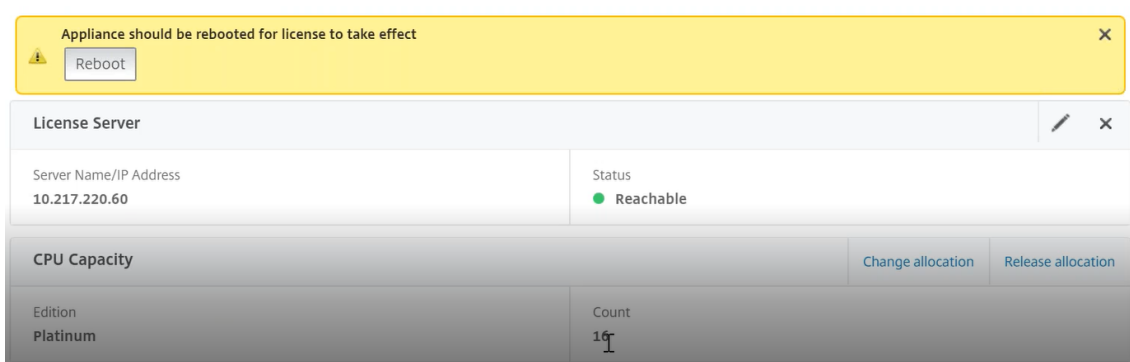 Appliance should be rebooted for license to take effect
Reboot
License Server
Server Name/IP Address
Status
10.217.220.60
Reachable
CPU Capacity
Change allocation
Release allocation
Edition
Count
Platinum
16